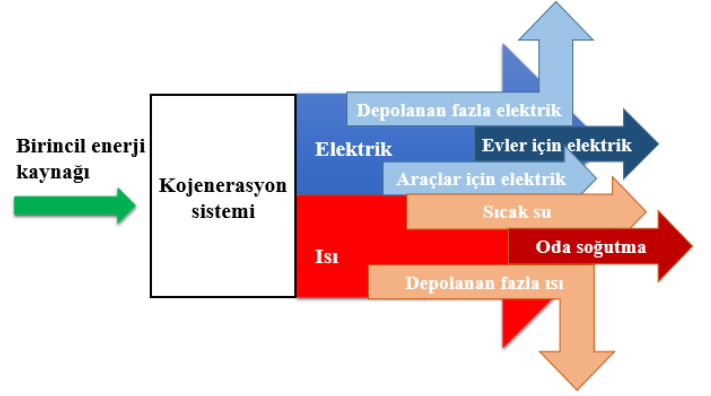 Birincil enerji
kaynağı
Kojenerasyon
sistemi
Elektrik
Isı
Depolanan fazla elektrik
Evler için elektrik
Araçlar için elektrik
Sıcak su
Oda soğutma
Depolanan fazla ısı